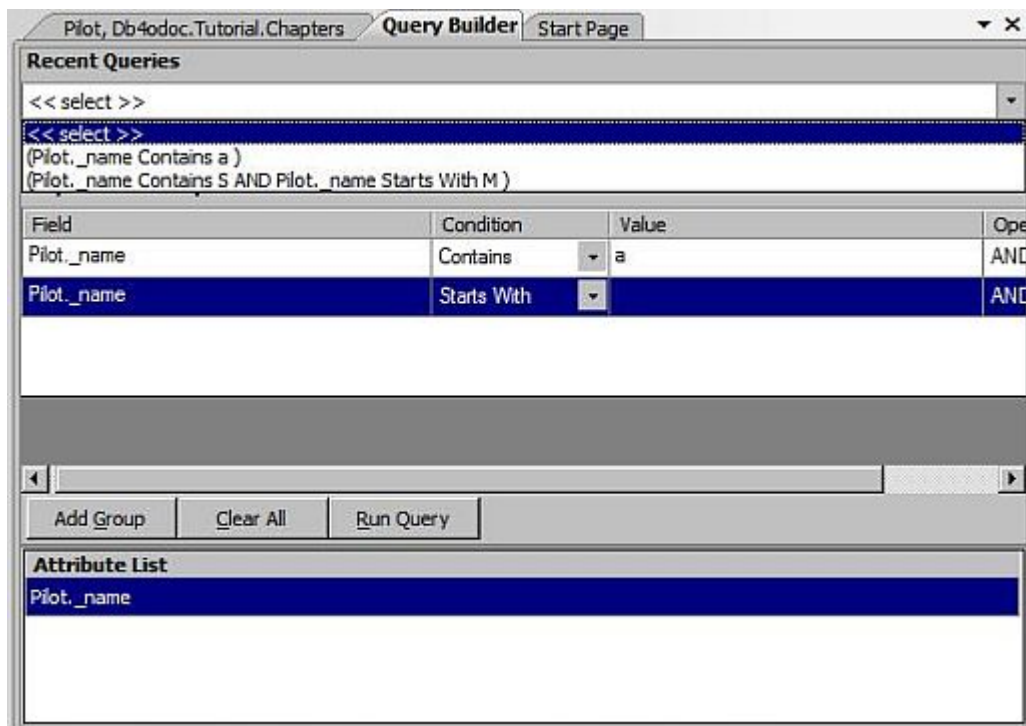 Pilot, Db4odoc.Tutorial.Chapters Query Builder Start Page
Recent Queries
<< select >>
<< select >>
(Pilot._name Contains a )
(Pilot._name Contains S AND Pilot._name Starts With M )
Field Condition Value Ope
Pilot._name Contains a AND
Pilot._name Starts With AND
Add Group Clear All Run Query
Attribute List
Pilot._name